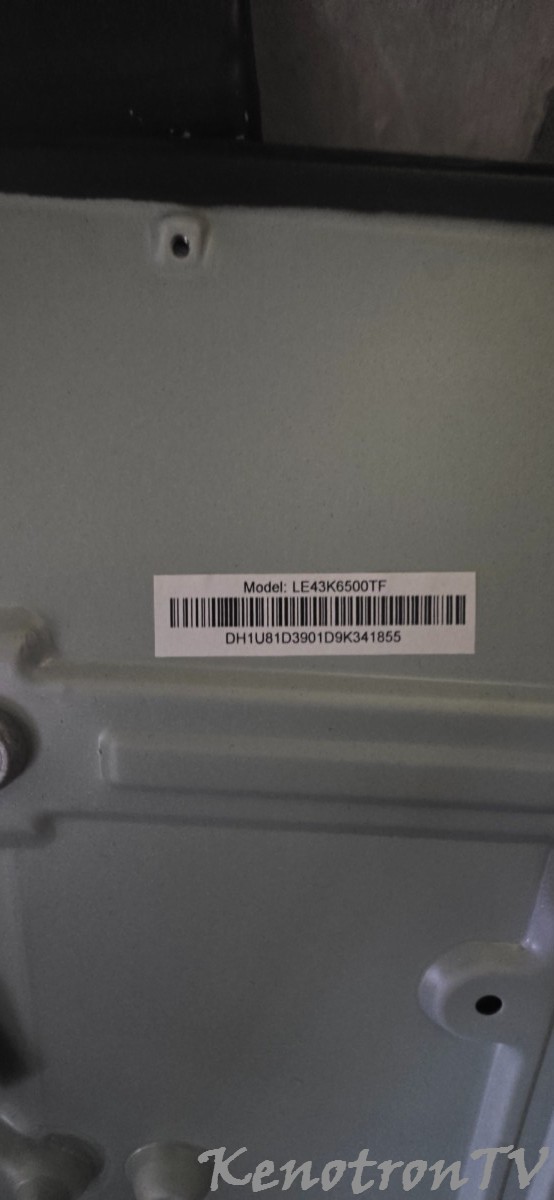 Model: LE43K6500TF
DH1U81D3901D9K341855
KenotronTV